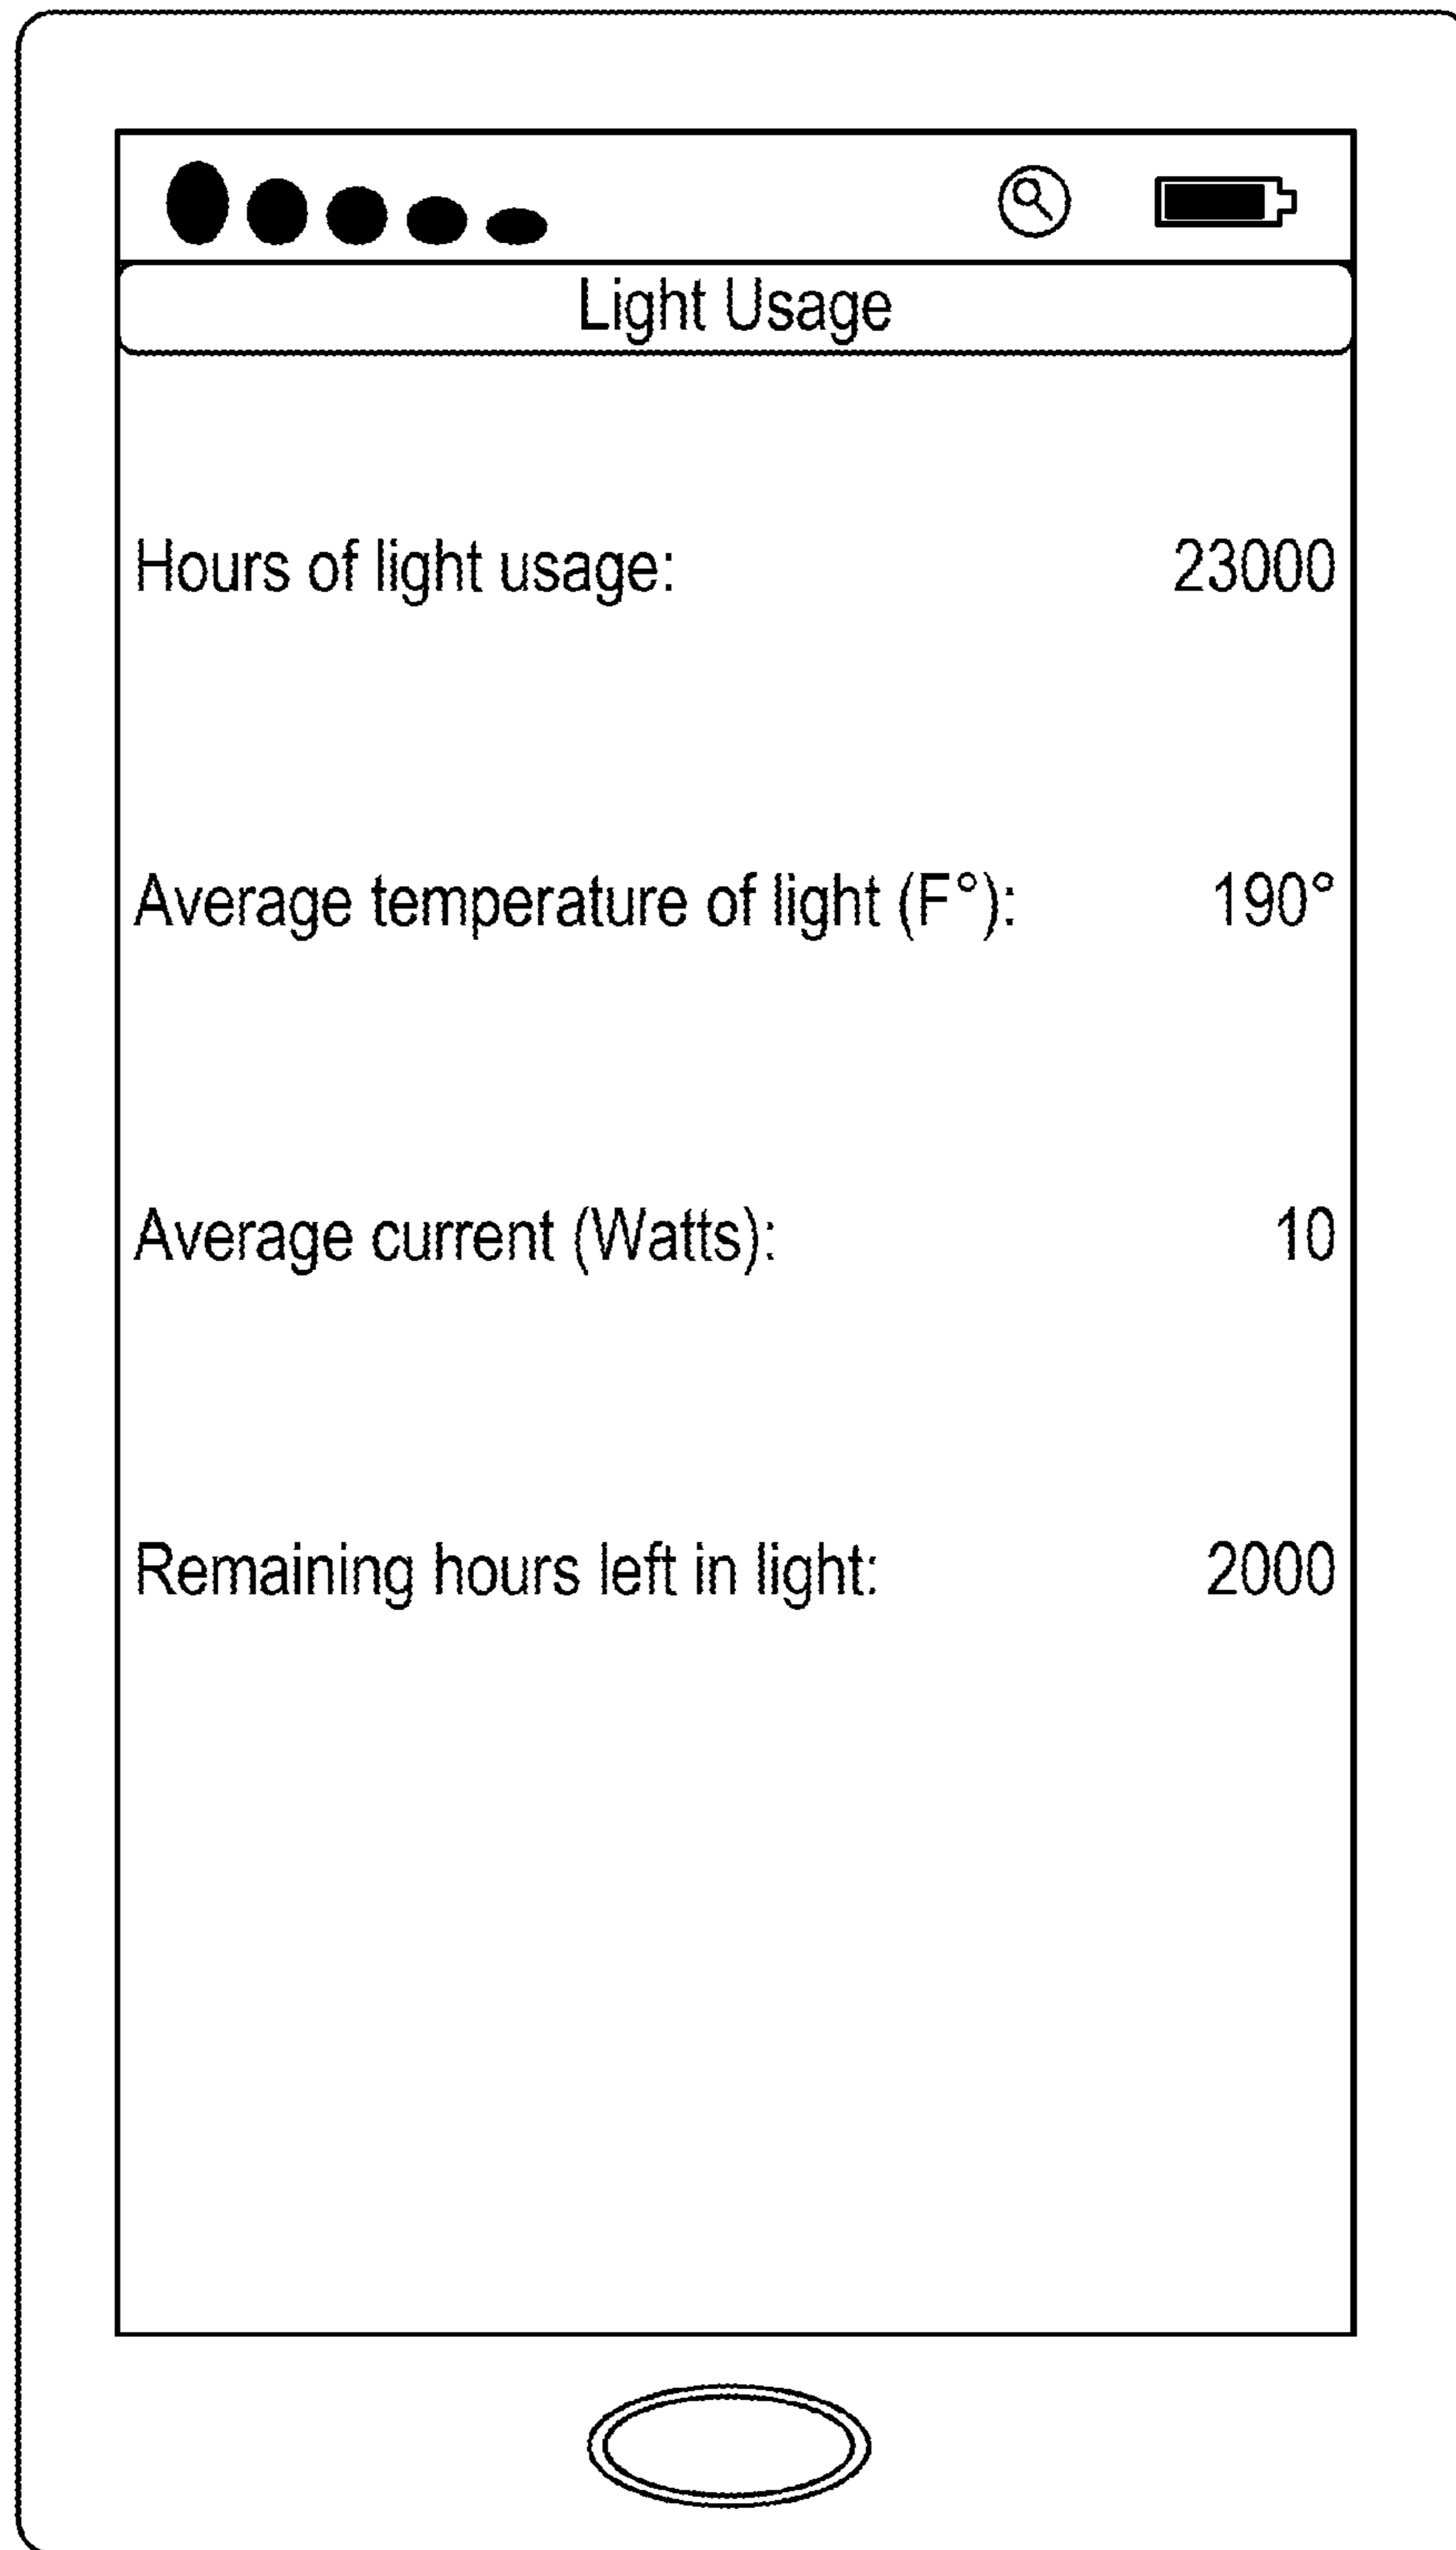 Light Usage
Hours of light usage: 23000
Average temperature of light (F°): 190°
Average current (Watts): 10
Remaining hours left in light: 2000